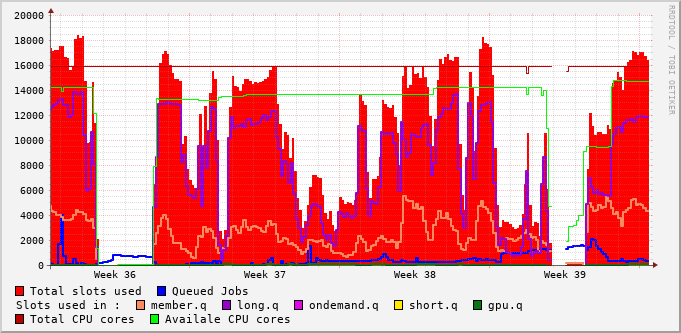 20000
18000
16000
14000
12000
10000
8000
6000
4000
2000
0
Week 36 Week 37 Week 38 Week 39
RRDTOOL / TOBI OETIKER
Total slots used Queued Jobs
Slots used in : member.q long.q ondemand.q short.q gpu.q
Total CPU cores Availale CPU cores